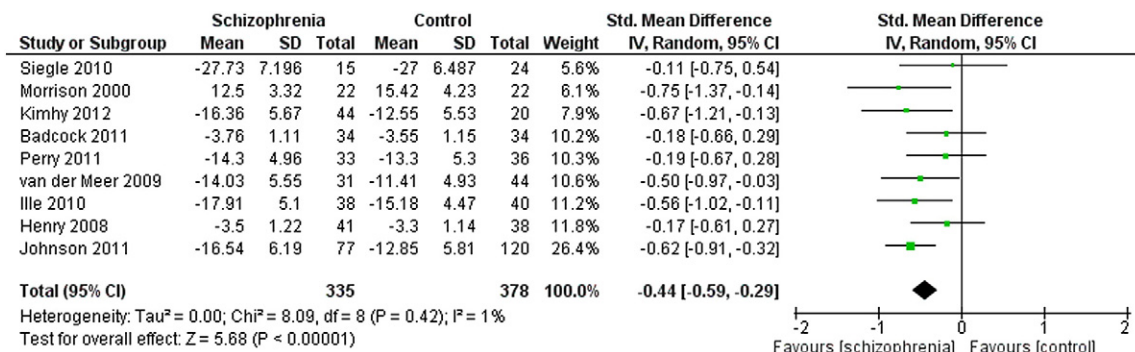 Schizophrenia Control Std. Mean Difference Std. Mean Difference
Study or Subgroup Mean SD Total Mean SD Total Weight IV, Random, 95% CI IV, Random, 95% CI
Siegle 2010 -27.73 7.196 15 -27 6.487 24 5.6% -0.11 [-0.75, 0.54]
Morrison 2000 12.5 3.32 22 15.42 4.23 22 6.1% -0.75 [-1.37, -0.14]
Kimhy 2012 -16.36 5.67 44 -12.55 5.53 20 7.9% -0.67 [-1.21, -0.13]
Badcock 2011 -3.76 1.11 34 -3.55 1.15 34 10.2% -0.18 [-0.66, 0.29]
Perry 2011 -14.3 4.96 33 -13.3 5.3 36 10.3% -0.19 [-0.67, 0.28]
van der Meer 2009 -14.03 5.55 31 -11.41 4.93 44 10.6% -0.50 [-0.97, -0.03]
Ille 2010 -17.91 5.1 38 -15.18 4.47 40 11.2% -0.56 [-1.02, -0.11]
Henry 2008 -3.5 1.22 41 -3.3 1.14 38 11.8% -0.17 [-0.61, 0.27]
Johnson 2011 -16.54 6.19 77 -12.85 5.81 120 26.4% -0.62 [-0.91, -0.32]
Total (95% CI) 335 378 100.0% -0.44 [-0.59, -0.29]
Heterogeneity: Tau² = 0.00; Chi² = 8.09, df = 8 (P = 0.42); I² = 1%
Test for overall effect: Z = 5.68 (P < 0.00001)
-2 -1 0 1 2
Favours [schizophrenia] Favours [control]